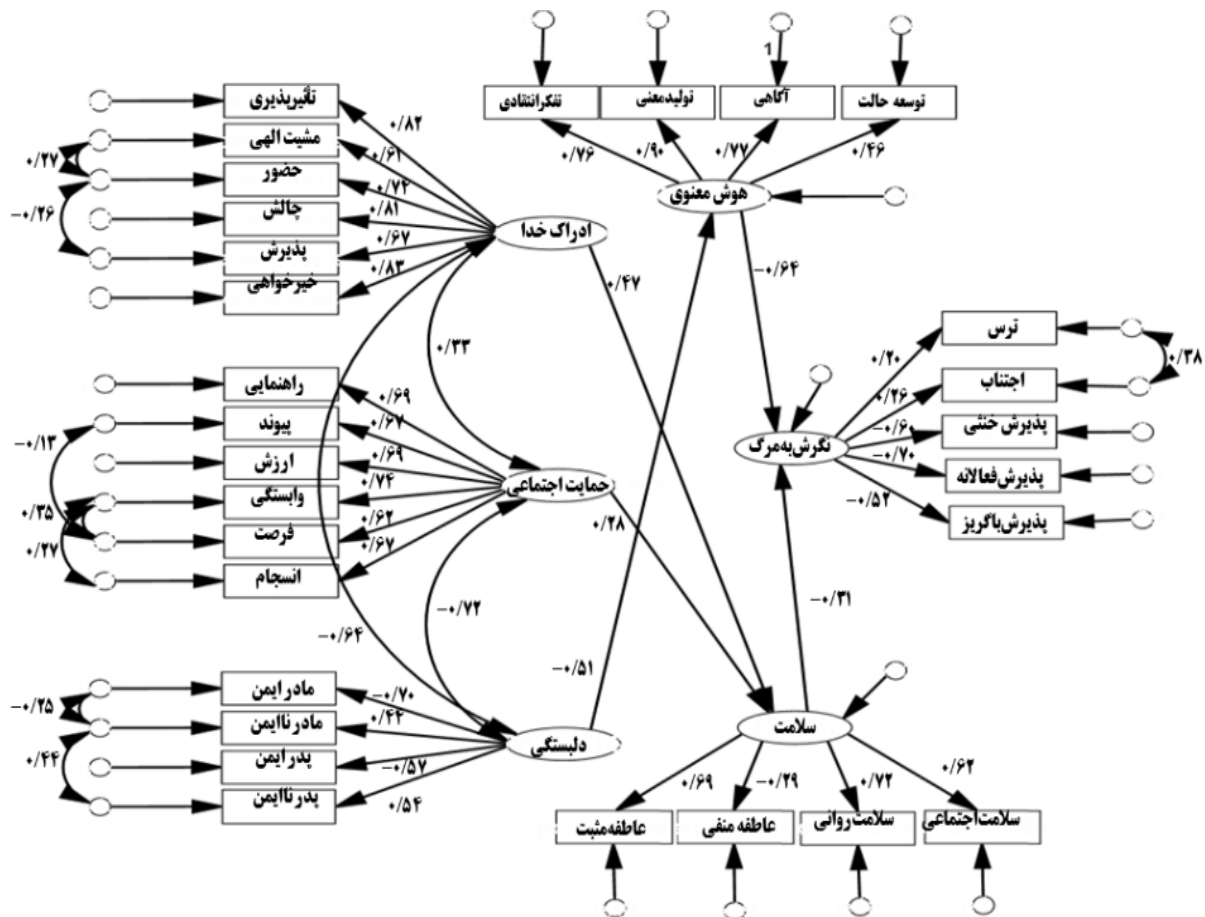 ۱
تفکرانتقادی
تولیدمعنی
آگاهی
توسعه حالت
۰/۷۶
۰/۹۰
۰/۷۷
۰/۴۶
هوش معنوی
تأثیرپذیری
مشیت الهی
حضور
چالش
پذیرش
خیرخواهی
۰/۲۷
-۰/۲۶
۰/۸۲
۰/۶۱
۰/۷۴
۰/۸۱
۰/۶۷
۰/۸۳
ادراک خدا
-۰/۶۴
۰/۴۷
۰/۳۳
راهنمایی
پیوند
ارزش
وابستگی
فرصت
انسجام
-۰/۱۳
۰/۳۵
۰/۲۷
۰/۶۹
۰/۶۷
۰/۶۹
۰/۷۴
۰/۶۲
۰/۶۷
حمایت اجتماعی
۰/۲۸
نگرش به مرگ
ترس
اجتناب
پذیرش خنثی
پذیرش فعالانه
پذیرش باگریز
۰/۲۰
۰/۲۶
-۰/۶۰
-۰/۷۰
-۰/۵۲
۰/۳۸
-۰/۷۲
-۰/۶۴
-۰/۵۱
-۰/۳۱
مادر ایمن
مادر ناایمن
پدر ایمن
پدر ناایمن
-۰/۲۵
۰/۴۴
-۰/۷۰
۰/۴۴
-۰/۵۷
۰/۵۴
دلبستگی
سلامت
۰/۶۹
-۰/۲۹
۰/۷۲
۰/۶۲
عاطفه مثبت
عاطفه منفی
سلامت روانی
سلامت اجتماعی